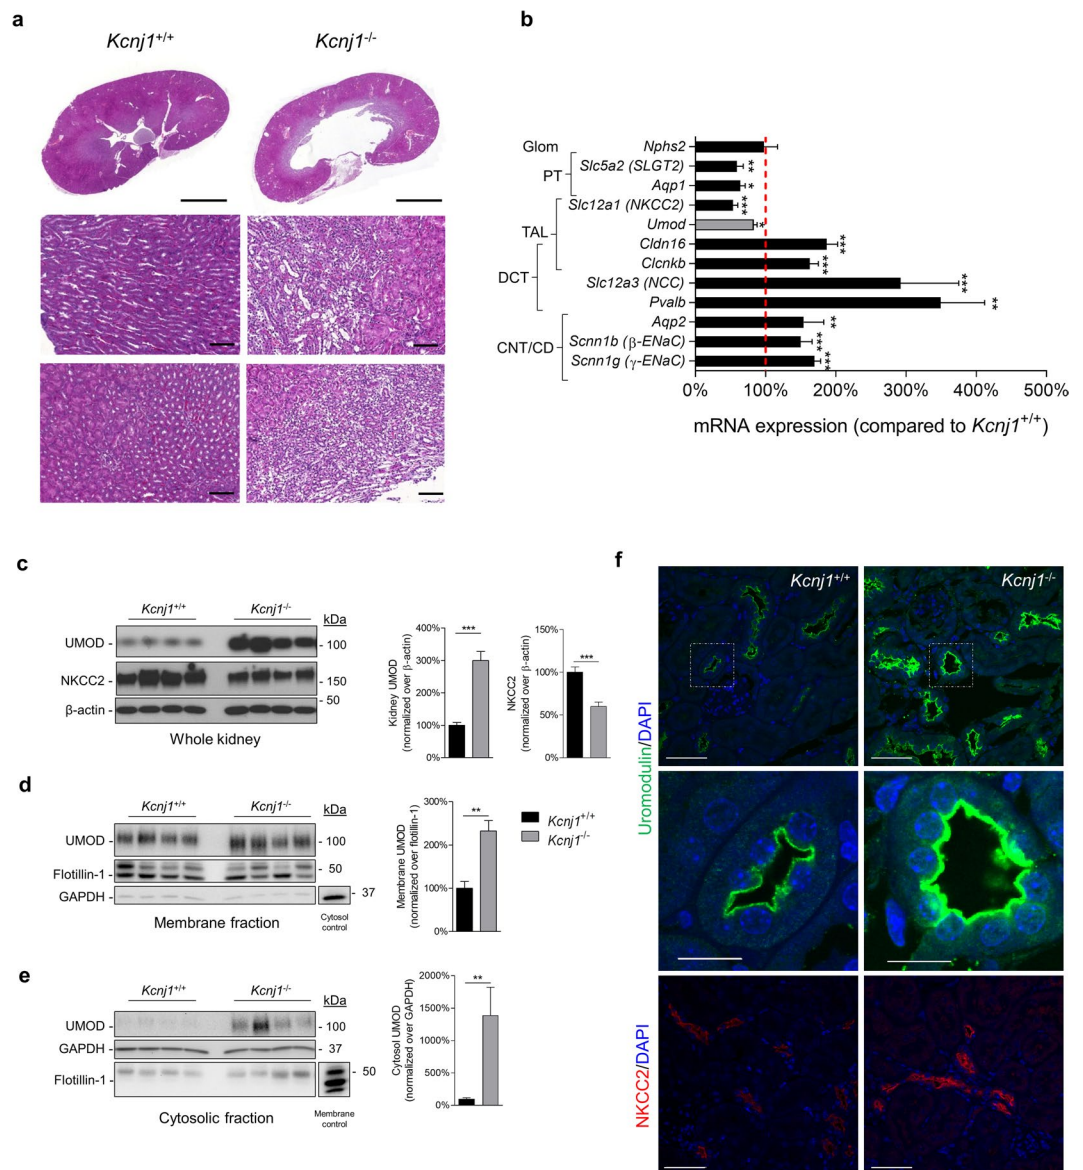 a
Kcnj1+/+
Kcnj1-/-
b
Glom
PT
TAL
DCT
CNT/CD
Nphs2
Slc5a2 (SLGT2)
**
Aqp1
*
Slc12a1 (NKCC2)
***
Umod
*
Cldn16
***
Clcnkb
***
Slc12a3 (NCC)
***
Pvalb
**
Aqp2
**
Scnn1b (β-ENaC)
***
Scnn1g (γ-ENaC)
***
0% 100% 200% 300% 400% 500%
mRNA expression (compared to Kcnj1+/+)
c
Kcnj1+/+ Kcnj1-/- kDa
UMOD - - 100
NKCC2 - - 150
50
β-actin - -
Whole kidney
Kidney UMOD
(normalized over β-actin)
400%
300%
200%
100%
0%
***
NKCC2
(normalized over β-actin)
150%
100%
50%
0%
***
d
Kcnj1+/+ Kcnj1-/- kDa
UMOD - - 100
Flotillin-1 - - 50
GAPDH - - 37
Membrane fraction
Cytosol
control
Membrane UMOD
(normalized over flotillin-1)
300%
200%
100%
0%
**
Kcnj1+/+
Kcnj1-/-
e
Kcnj1+/+ Kcnj1-/- kDa
UMOD - - 100
GAPDH - - 37
Flotillin-1 - - 50
Cytosolic fraction
Membrane
control
Cytosol UMOD
(normalized over GAPDH)
2000%
1500%
1000%
500%
0%
**
f
Kcnj1+/+
Kcnj1-/-
Uromodulin/DAPI
NKCC2/DAPI